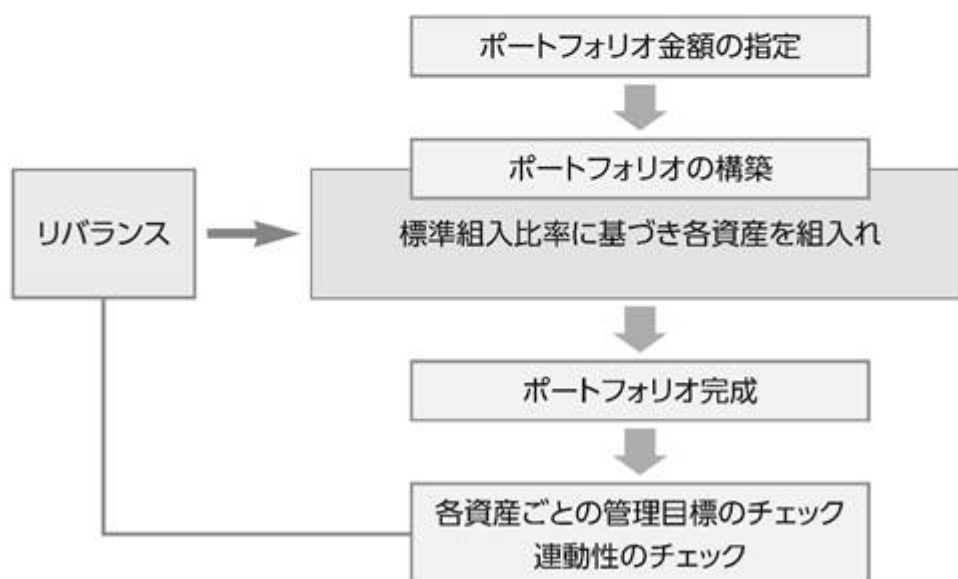 ポートフォリオ金額の指定
ポートフォリオの構築
リバランス
標準組入比率に基づき各資産を組入れ
ポートフォリオ完成
各資産ごとの管理目標のチェック
連動性のチェック